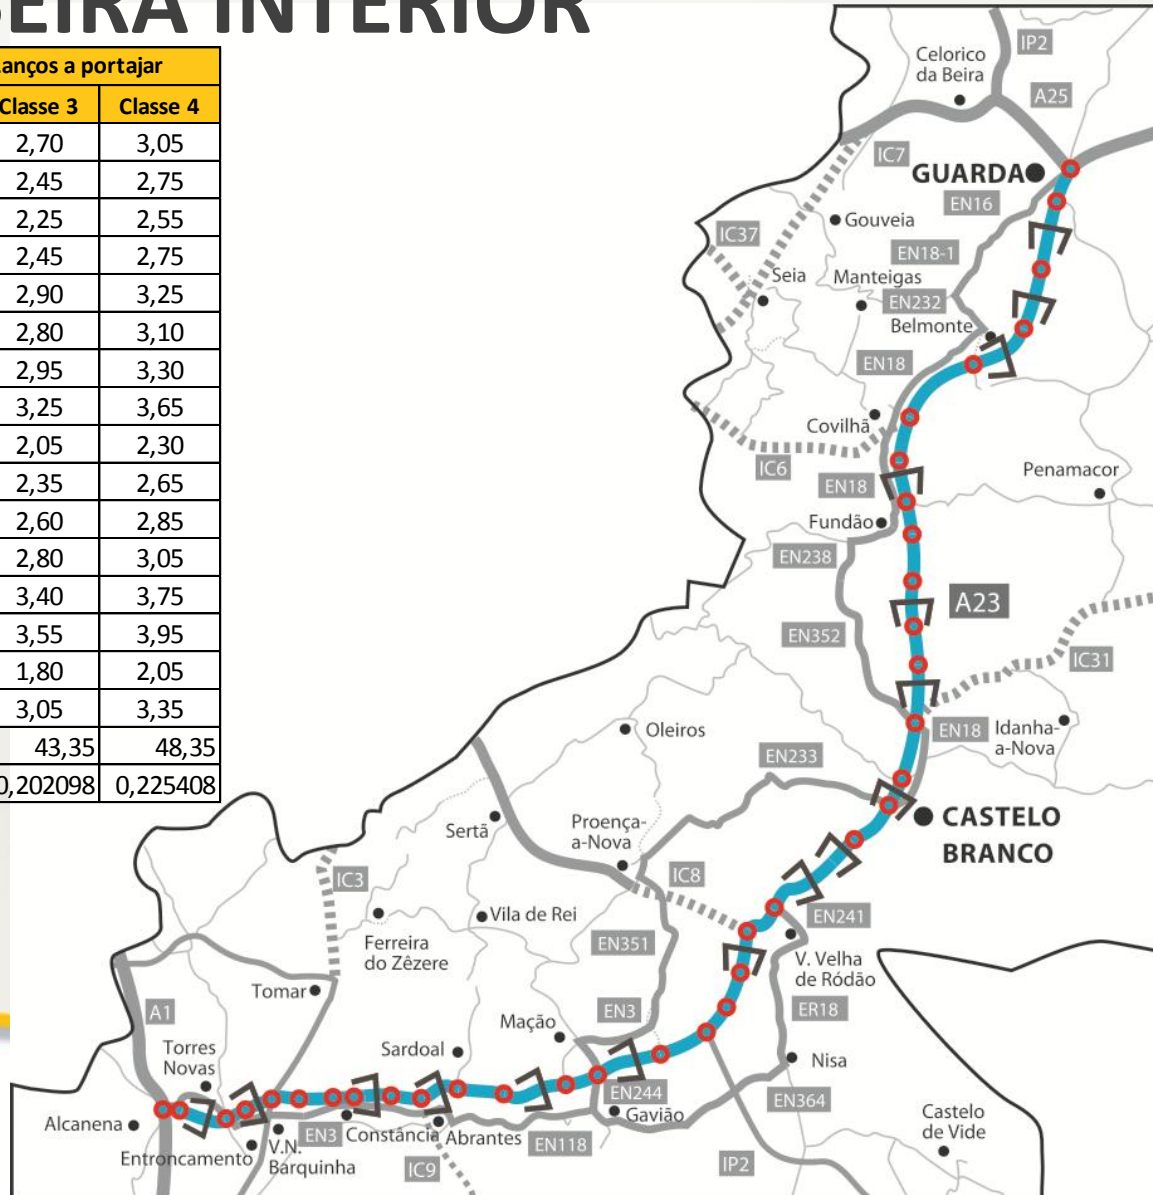 BEIRA INTERIOR
Lanços a portajar
Classe 3 Classe 4
2,70 3,05
2,45 2,75
2,25 2,55
2,45 2,75
2,90 3,25
2,80 3,10
2,95 3,30
3,25 3,65
2,05 2,30
2,35 2,65
2,60 2,85
2,80 3,05
3,40 3,75
3,55 3,95
1,80 2,05
3,05 3,35
43,35 48,35
0,202098 0,225408
IP2
Celorico
da Beira
A25
IC7
GUARDA
EN16
Gouveia
IC37
EN18-1
Seia
Manteigas
EN232
Belmonte
EN18
Covilhã
IC6
EN18
Penamacor
Fundão
EN238
A23
EN352
IC31
Oleiros
EN18
Idanha-
a-Nova
EN233
Sertã
Proença-
a-Nova
CASTELO
BRANCO
IC3
IC8
Vila de Rei
EN241
Ferreira
do Zêzere
EN351
V. Velha
de Ródão
Tomar
A1
EN3
ER18
Mação
Torres
Novas
Sardoal
Nisa
EN244
EN364
Gavião
Alcanena
EN3
Constância
Abrantes
EN118
Castelo
de Vide
Entroncamento
V.N.
Barquinha
IC9
IP2